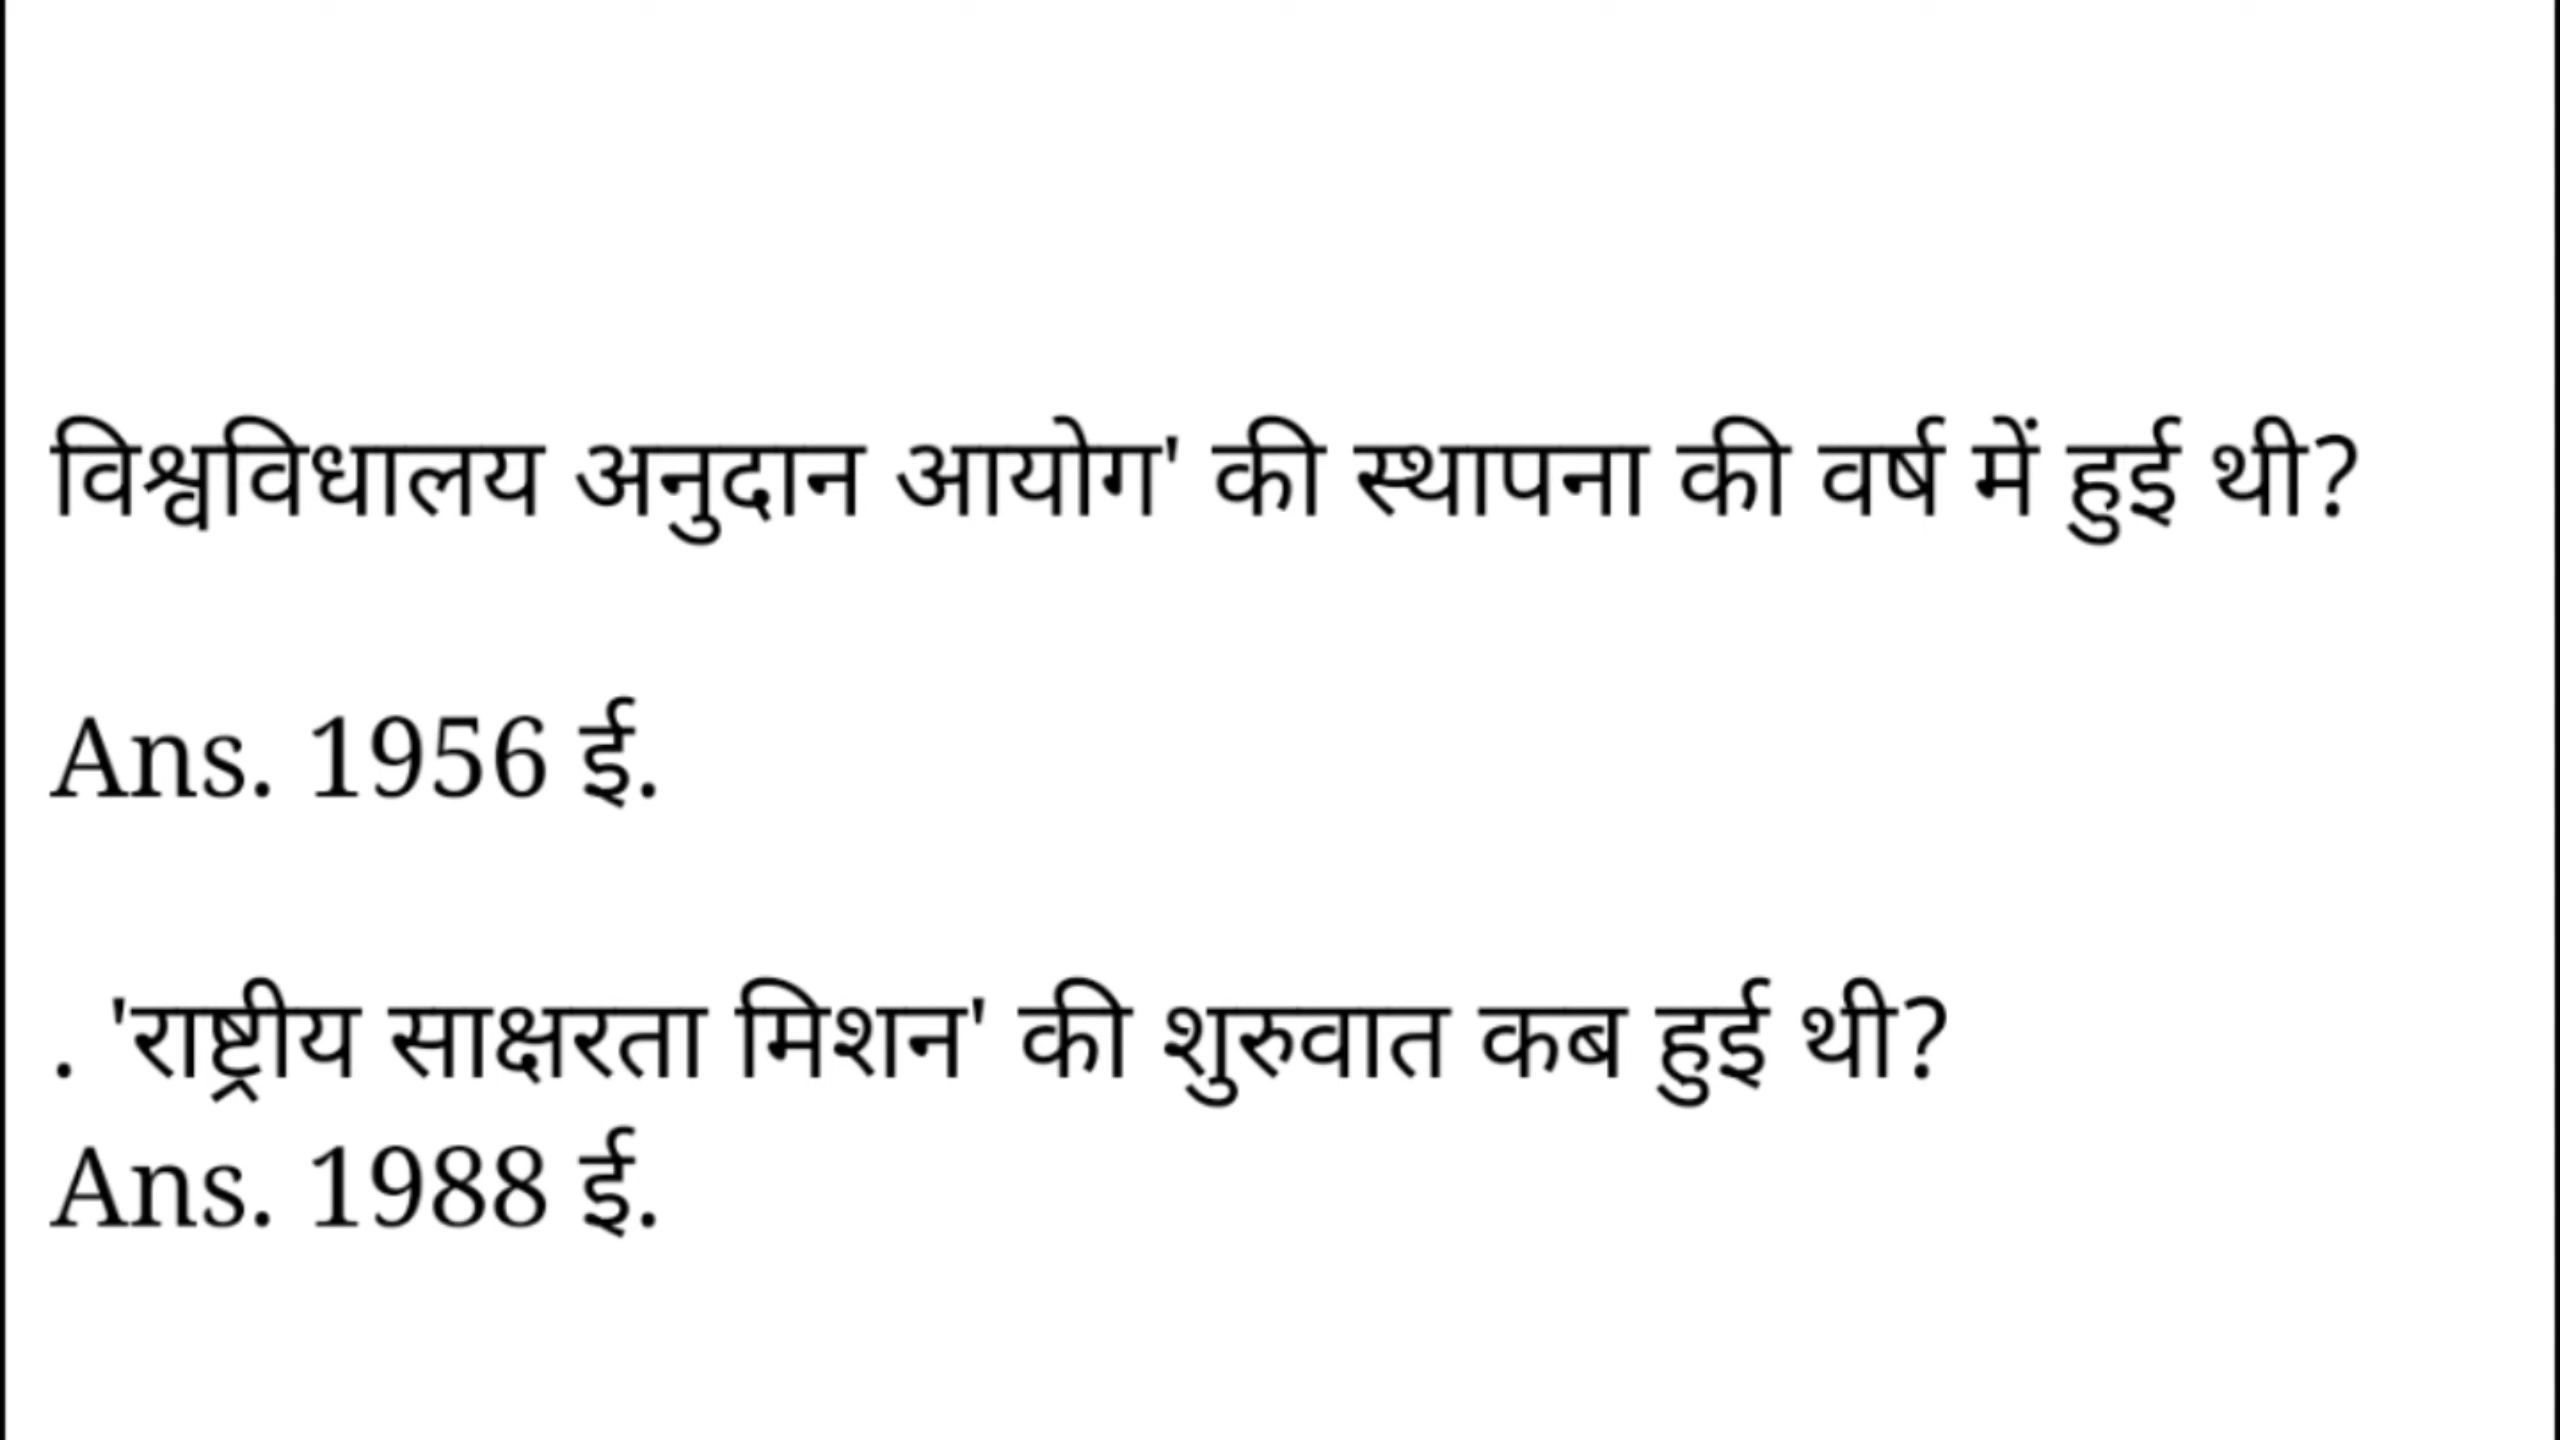 विश्वविधालय अनुदान आयोग' की स्थापना की वर्ष में हुई थी?
Ans. 1956 ई.
. 'राष्ट्रीय साक्षरता मिशन' की शुरुवात कब हुई थी?
Ans. 1988 ई.